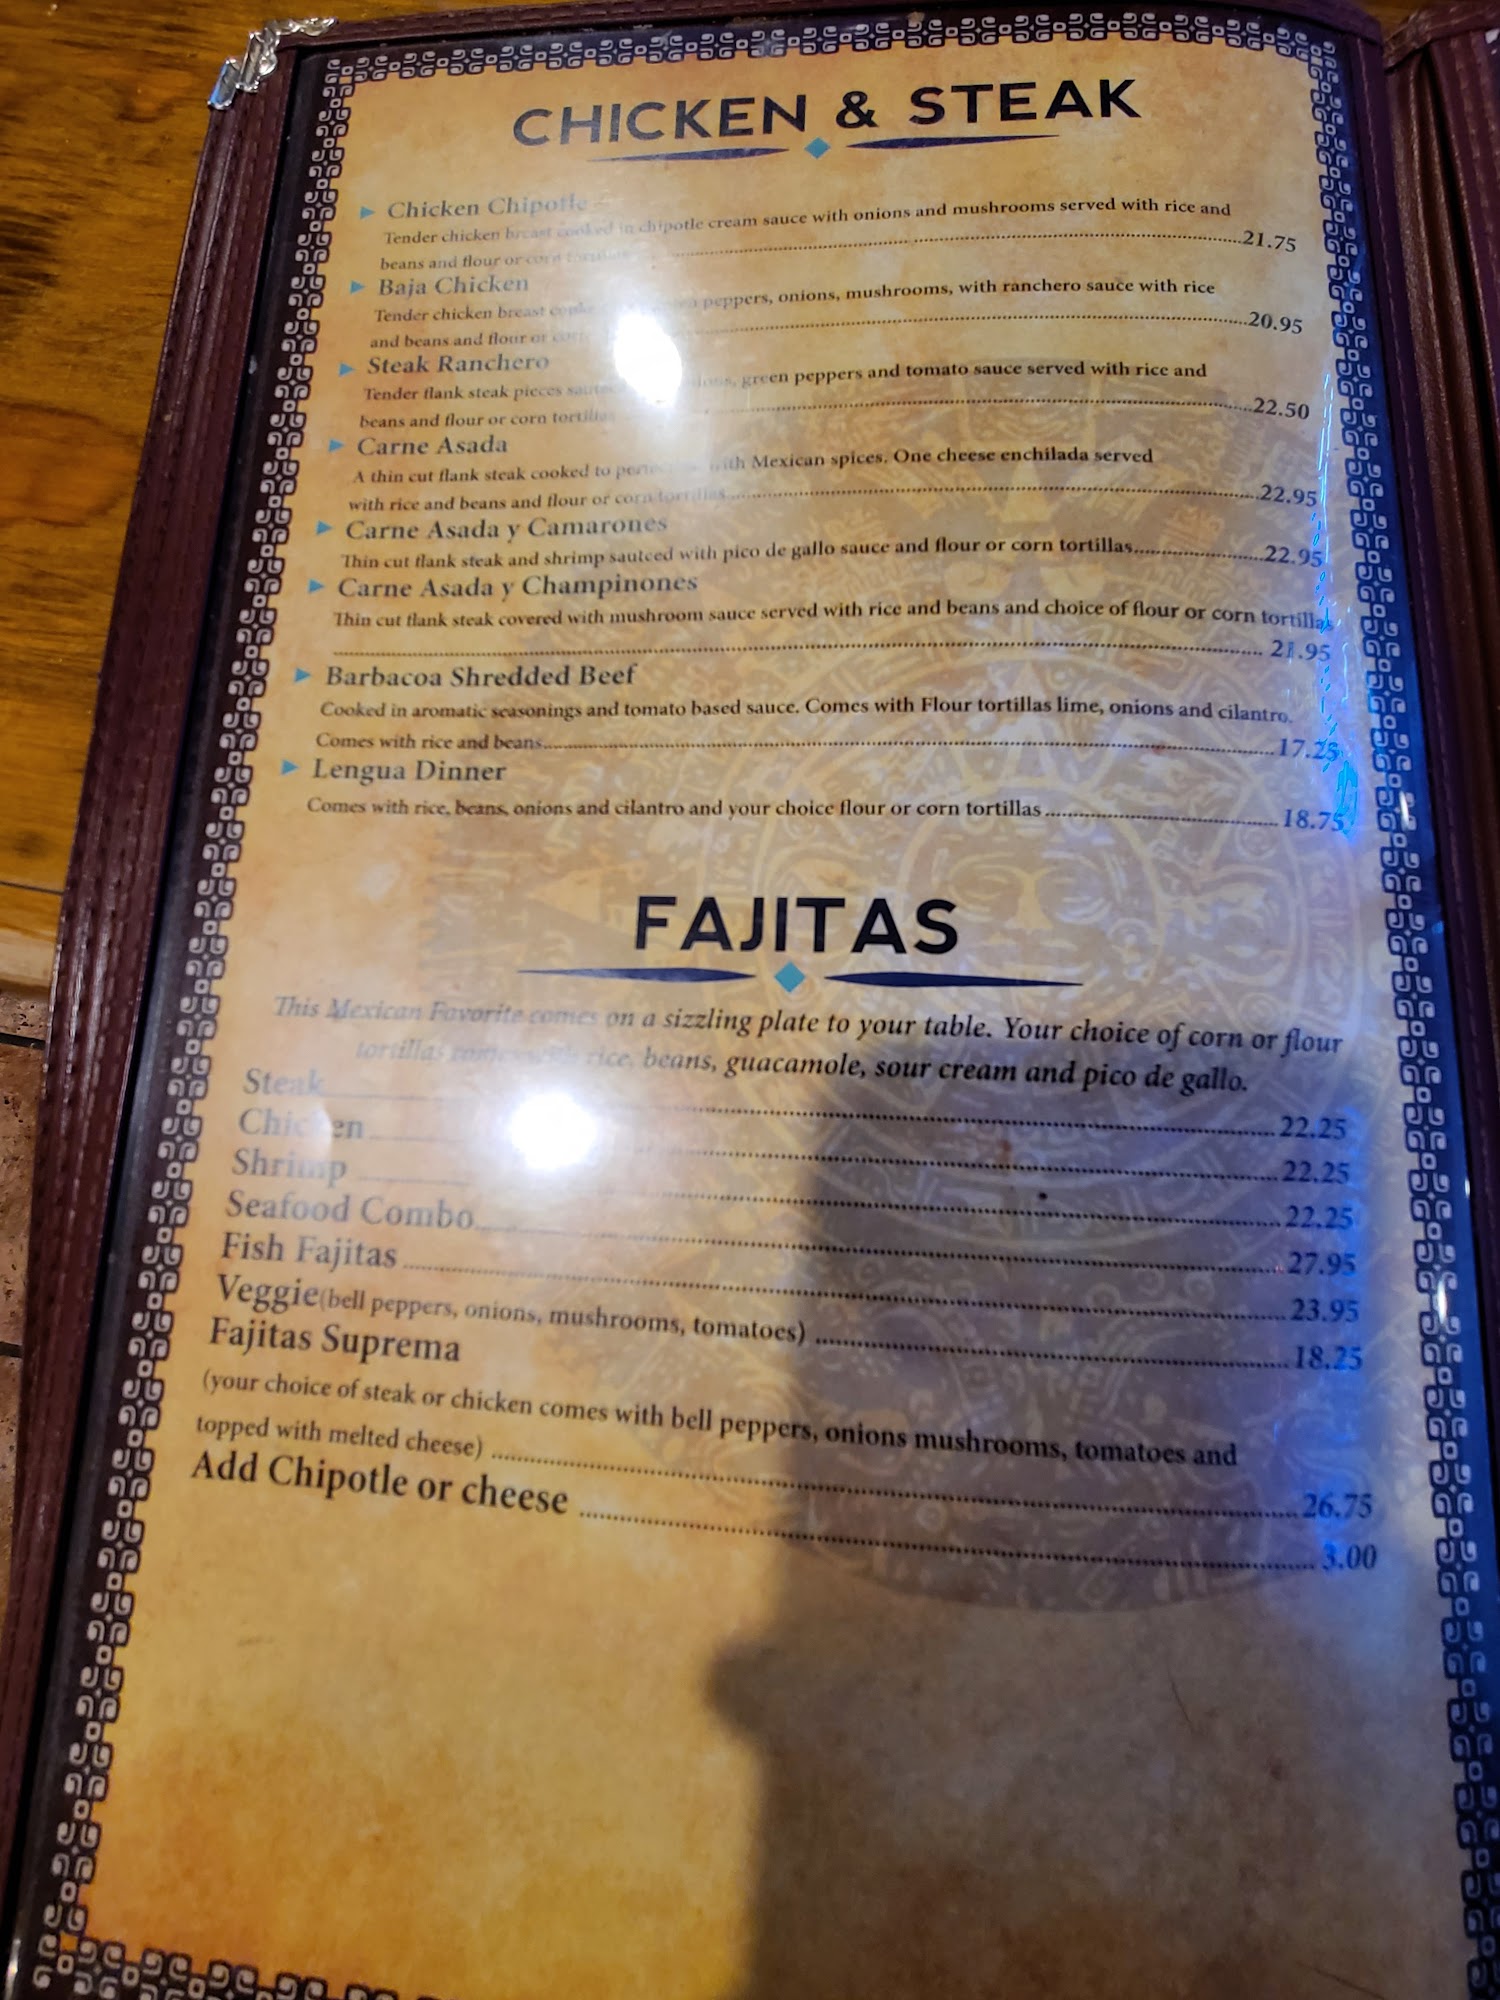 CHICKEN & STEAK
Chicken Chipotle
Tender chicken breast cooked in chipotle cream sauce with onions and mushrooms served with rice and
beans and flour or corn tortillas 21.75
Baja Chicken
Tender chicken breast peppers, onions, mushrooms, with ranchero sauce with rice
and beans and flour or 20.95
Steak Ranchero
Tender flank steak pieces green peppers and tomato sauce served with rice and
beans and flour or corn tortillas 22.50
Carne Asada
A thin cut flank steak cooked to with Mexican spices. One cheese enchilada served
with rice and beans and flour or corn tortillas 22.95
Carne Asada y Camarones
Thin cut flank steak and shrimp sauteed with pico de gallo sauce and flour or corn tortillas 22.95
Carne Asada y Champinones
Thin cut flank steak covered with mushroom sauce served with rice and beans and choice of flour or corn tortillas
21.95
Barbacoa Shredded Beef
Cooked in aromatic seasonings and tomato based sauce. Comes with Flour tortillas lime, onions and cilantro.
Comes with rice and beans 17.25
Lengua Dinner
Comes with rice, beans, onions and cilantro and your choice flour or corn tortillas 18.75
FAJITAS
This Mexican Favorite comes on a sizzling plate to your table. Your choice of corn or flour
tortillas rice, beans, guacamole, sour cream and pico de gallo.
Steak 22.25
Chicken 22.25
Shrimp 22.25
Seafood Combo 27.95
Fish Fajitas 23.95
Veggie(bell peppers, onions, mushrooms, tomatoes) 18.25
Fajitas Suprema
(your choice of steak or chicken comes with bell peppers, onions mushrooms, tomatoes and
topped with melted cheese) 26.75
Add Chipotle or cheese 3.00